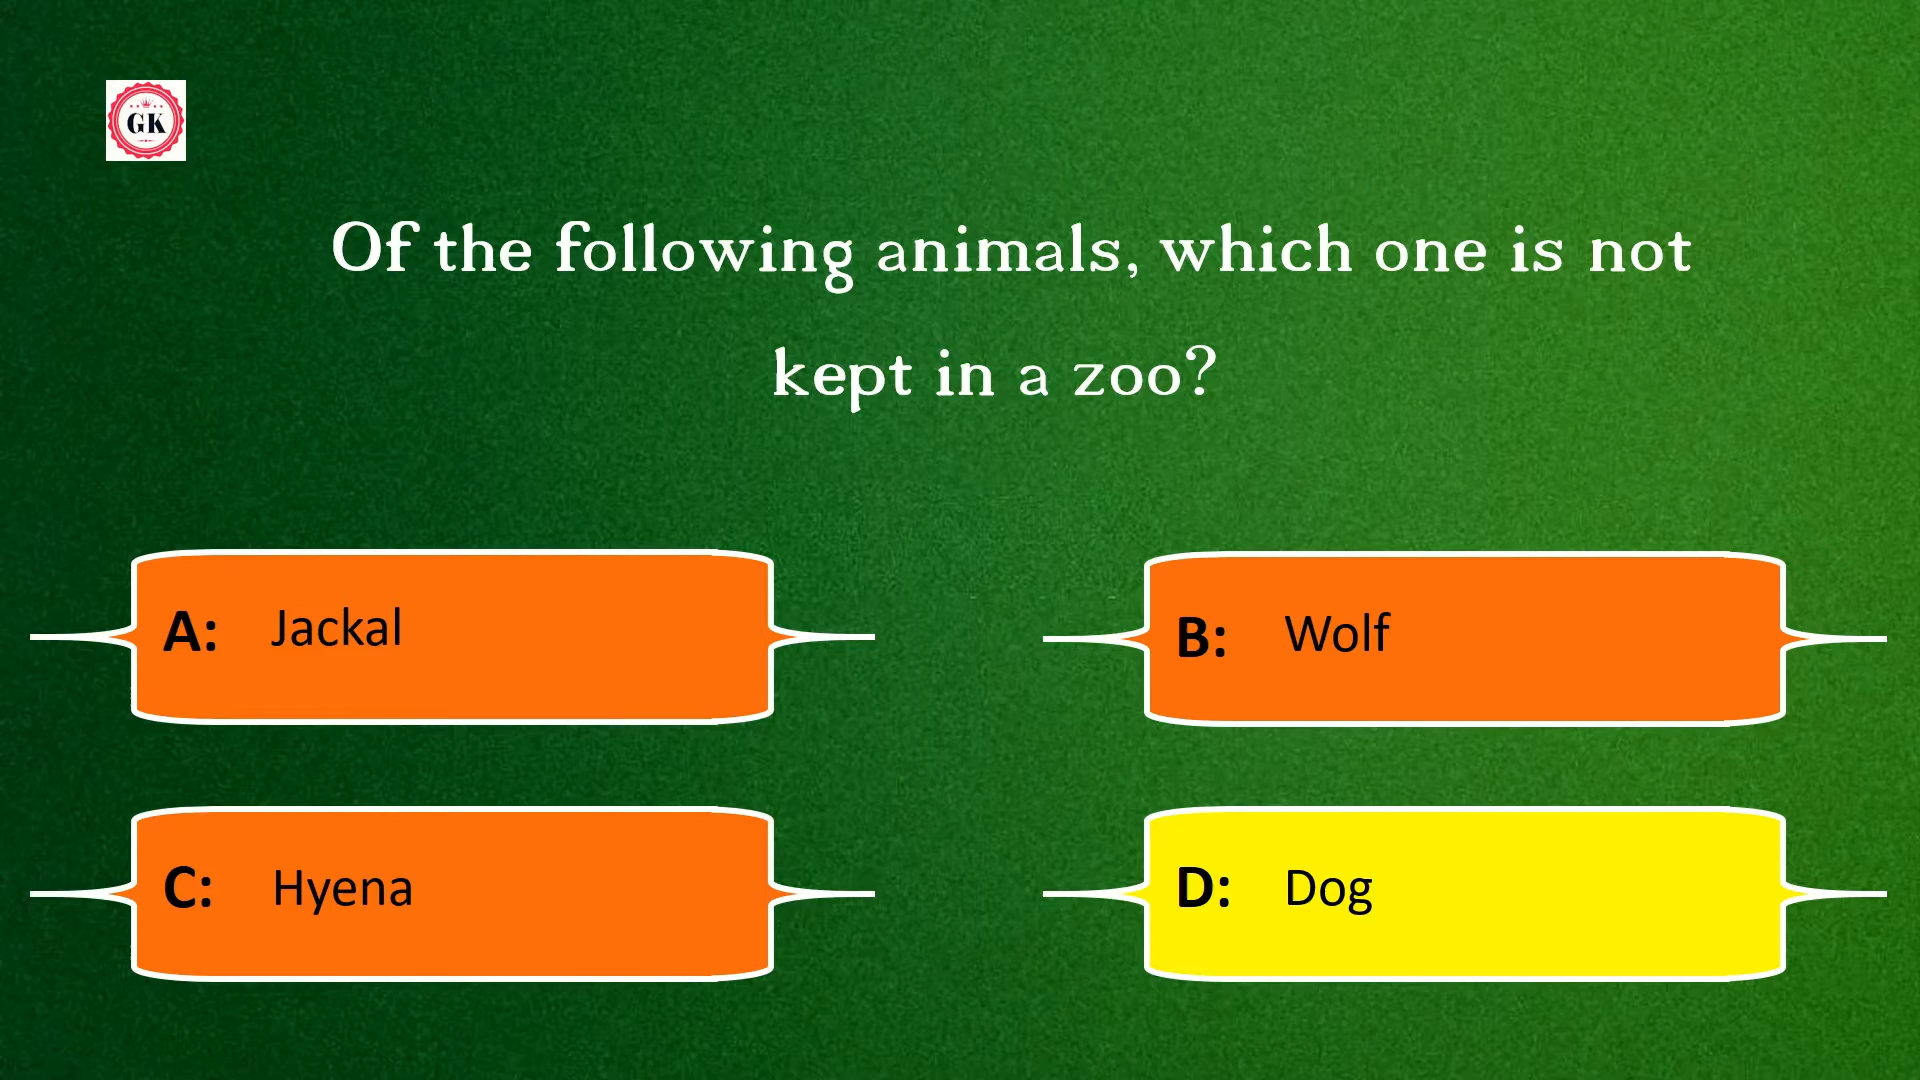 GK
Of the following animals, which one is not
kept in a zoo?
A: Jackal
B: Wolf
C: Hyena
D: Dog